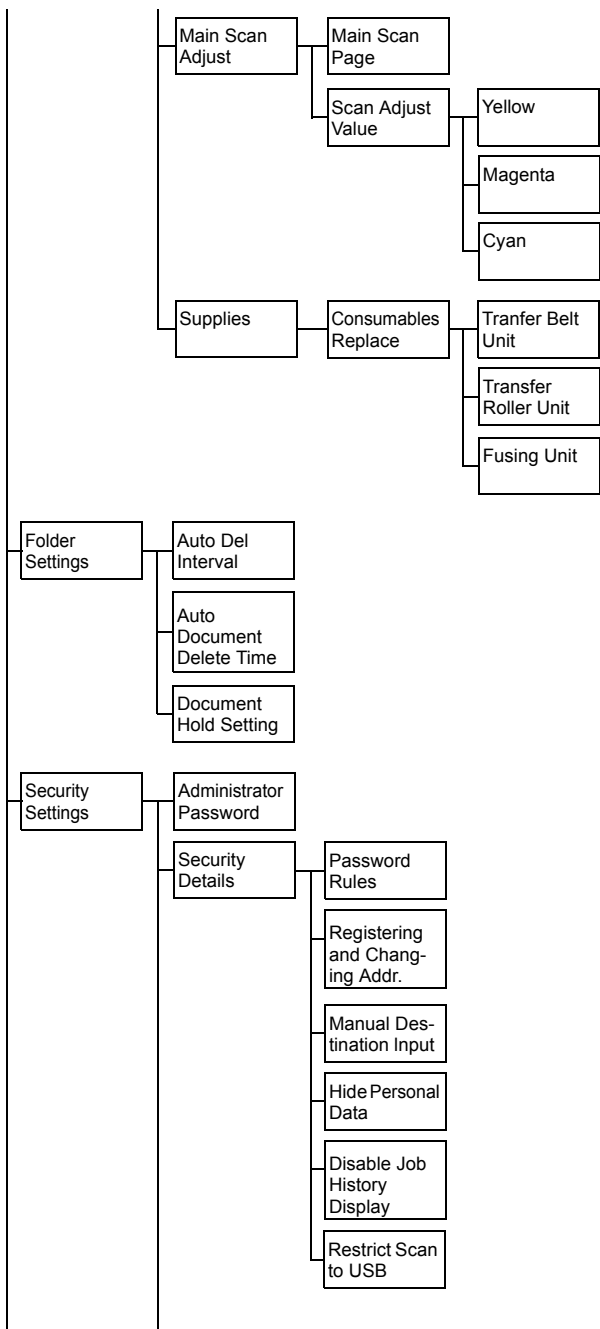 Main Scan
Adjust
Main Scan
Page
Scan Adjust
Value
Yellow
Magenta
Cyan
Supplies
Consumables
Replace
Tranfer Belt
Unit
Transfer
Roller Unit
Fusing Unit
Folder
Settings
Auto Del
Interval
Auto
Document
Delete Time
Document
Hold Setting
Security
Settings
Administrator
Password
Security
Details
Password
Rules
Registering
and Chang-
ing Addr.
Manual Des-
tination Input
Hide Personal
Data
Disable Job
History
Display
Restrict Scan
to USB